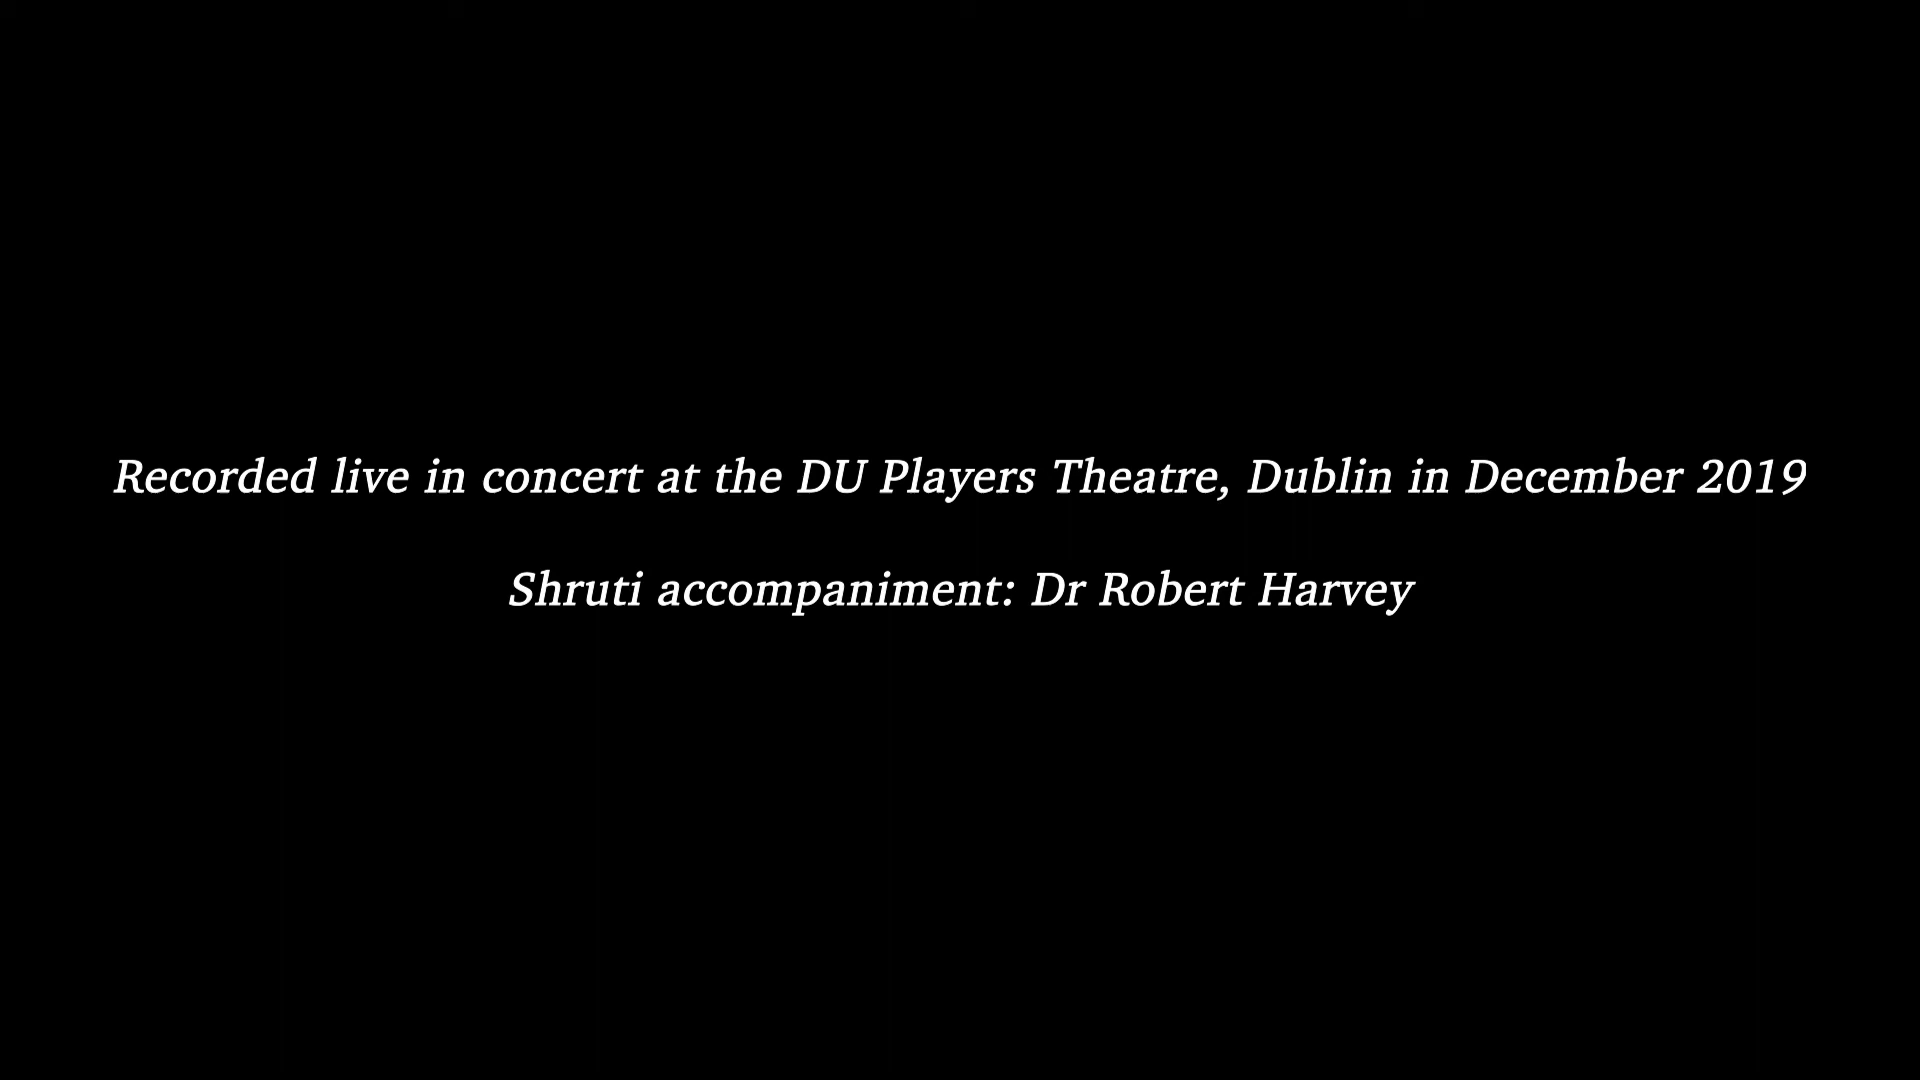 Recorded live in concert at the DU Players Theatre, Dublin in December 2019
Shruti accompaniment: Dr Robert Harvey